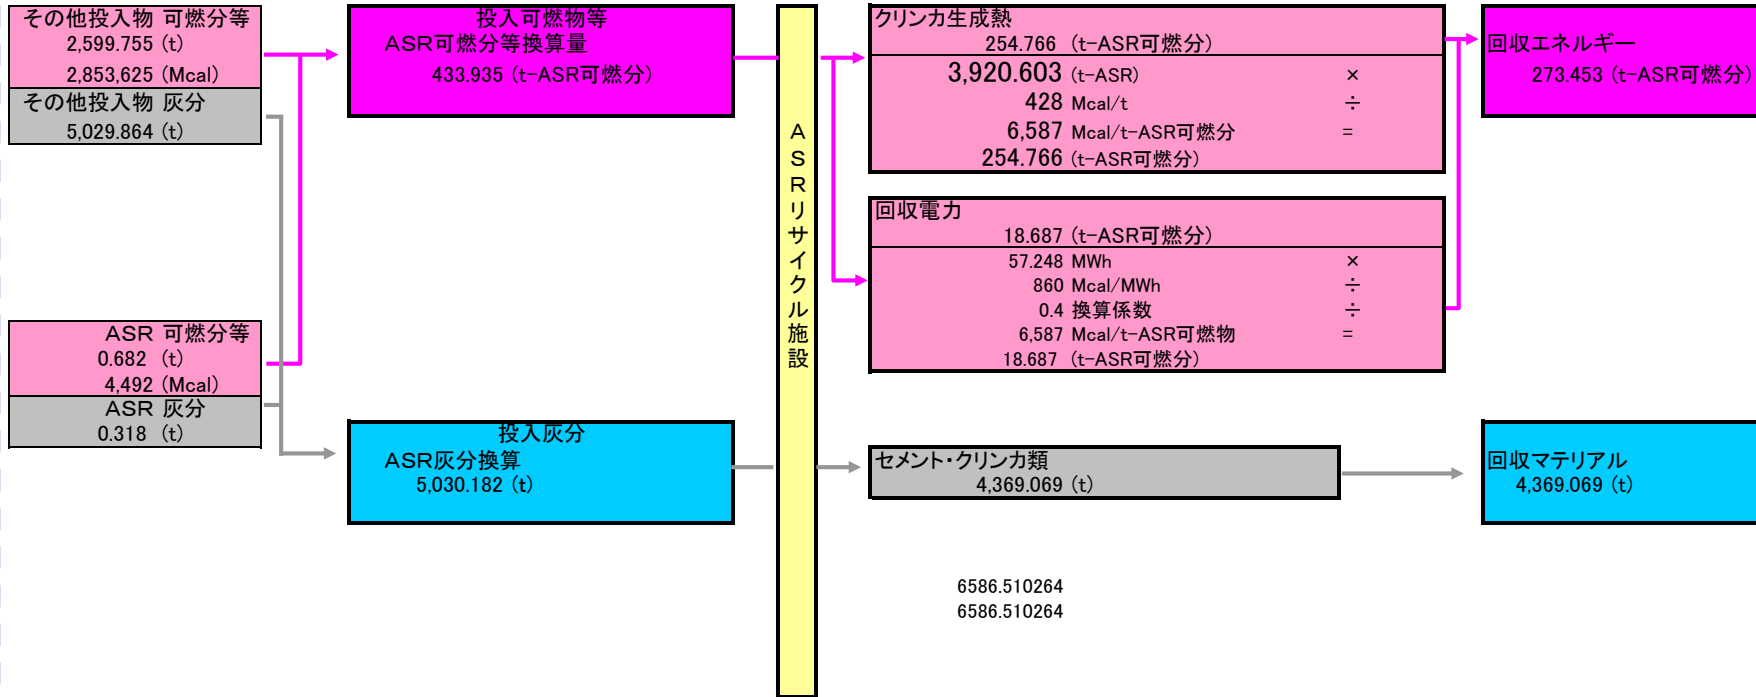 その他投入物 可燃分等
2,599.755 (t)
2,853,625 (Mcal)
その他投入物 灰分
5,029.864 (t)
ASR 可燃分等
0.682 (t)
4,492 (Mcal)
ASR 灰分
0.318 (t)
投入可燃物等
ASR可燃分等換算量
433.935 (t-ASR可燃分)
投入灰分
ASR灰分換算
5,030.182 (t)
ASRリサイクル施設
クリンカ生成熱
254.766 (t-ASR可燃分)
3,920.603 (t-ASR) ×
428 Mcal/t ÷
6,587 Mcal/t-ASR可燃分 =
254.766 (t-ASR可燃分)
回収電力
18.687 (t-ASR可燃分)
57.248 MWh ×
860 Mcal/MWh ÷
0.4 換算係数 ÷
6,587 Mcal/t-ASR可燃物 =
18.687 (t-ASR可燃分)
セメント・クリンカ類
4,369.069 (t)
回収エネルギー
273.453 (t-ASR可燃分)
回収マテリアル
4,369.069 (t)
6586.510264
6586.510264